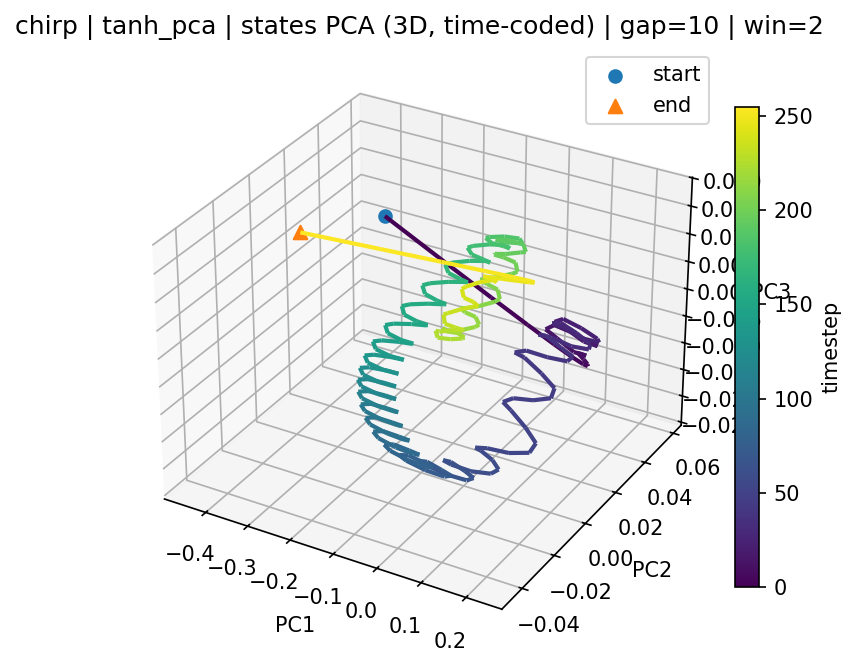 chirp | tanh_pca | states PCA (3D, time-coded) | gap=10 | win=2
start
end
250
200
150
100
50
0
timestep
PC3
0.06
0.04
0.02
0.00
−0.02
−0.04
PC2
−0.4
−0.3
−0.2
−0.1
0.0
0.1
0.2
PC1